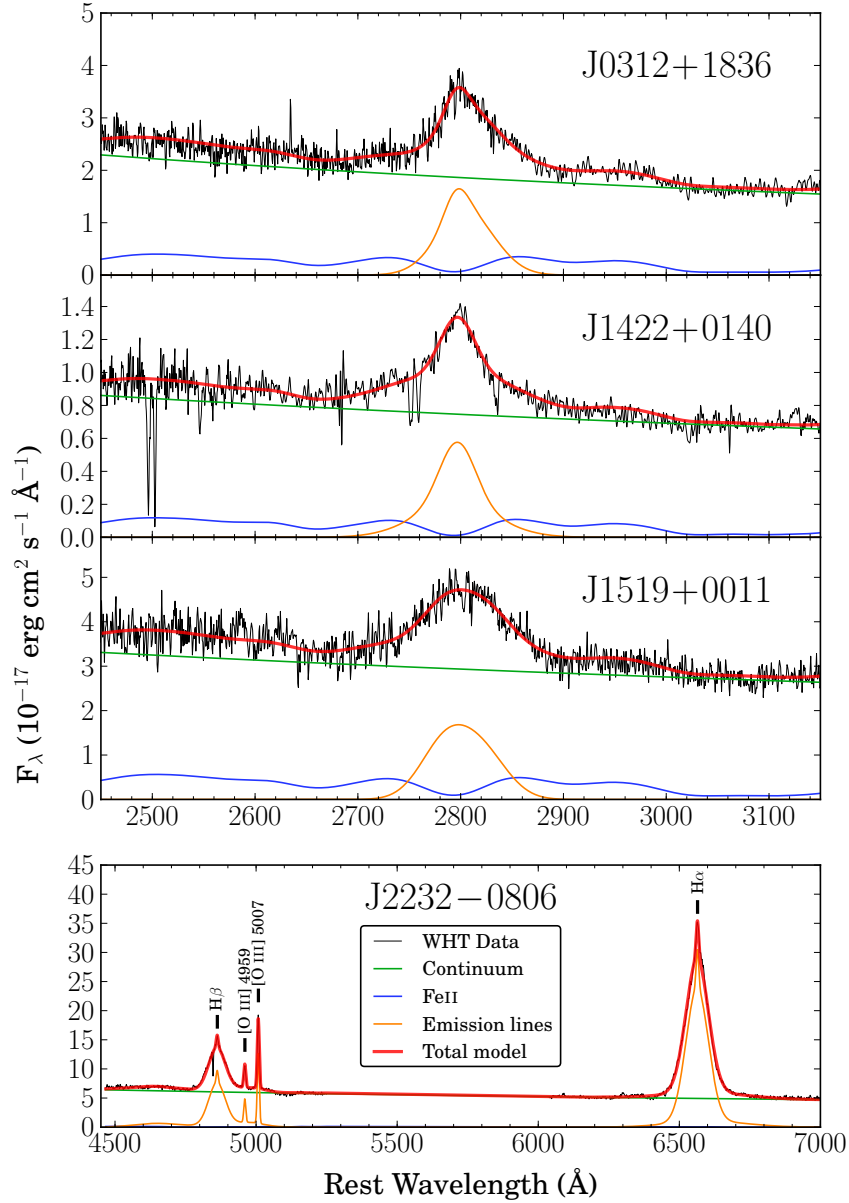 J0312+1836
5
4
3
2
1
0
J1422+0140
1.4
1.2
1.0
0.8
0.6
0.4
0.2
0.0
J1519+0011
5
4
3
2
1
0
2500 2600 2700 2800 2900 3000 3100
F_λ (10⁻¹⁷ erg cm² s⁻¹ Å⁻¹)
J2232−0806
45
40
35
30
25
20
15
10
5
0
Hβ
[O III] 4959
[O III] 5007
Hα
WHT Data
Continuum
FeII
Emission lines
Total model
4500 5000 5500 6000 6500 7000
Rest Wavelength (Å)